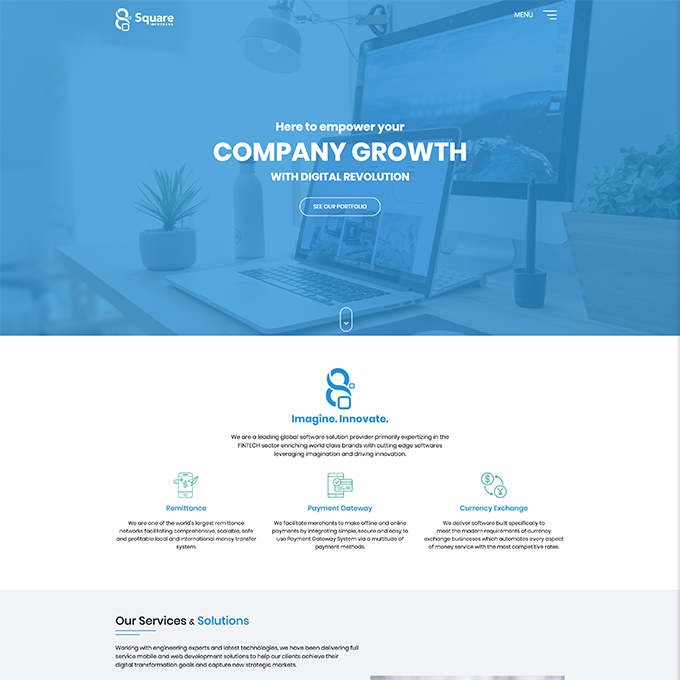 8 Square
INFOTRANS
MENU
Here to empower your
COMPANY GROWTH
WITH DIGITAL REVOLUTION
SEE OUR PORTFOLIO
Imagine. Innovate.
We are a leading global software solution provider primarily expertizing in the
FINTECH sector enriching world class brands with cutting edge softwares
leveraging imagination and driving innovation.
Remittance
We are one of the world's largest remittance
networks facilitating comprehensive, scalable, safe
and profitable local and international money transfer
system.
Payment Gateway
We facilitate merchants to make offline and online
payments by integrating simple, secure and easy to
use Payment Gateway System via a multitude of
payment methods.
Currency Exchange
We deliver software built specifically to
meet the modern requirements of currency
exchange businesses which automates every aspect
of money service with the most competitive rates.
Our Services & Solutions
Working with engineering experts and latest technologies, we have been delivering full
service mobile and web development solutions to help our clients achieve their
digital transformation goals and capture new strategic markets.